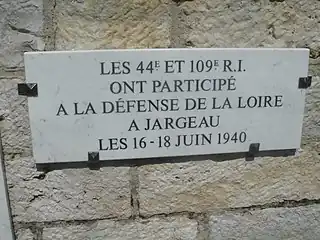 LES 44E ET 109E R.I.
ONT PARTICIPÉ
A LA DÉFENSE DE LA LOIRE
A JARGEAU
LES 16-18 JUIN 1940